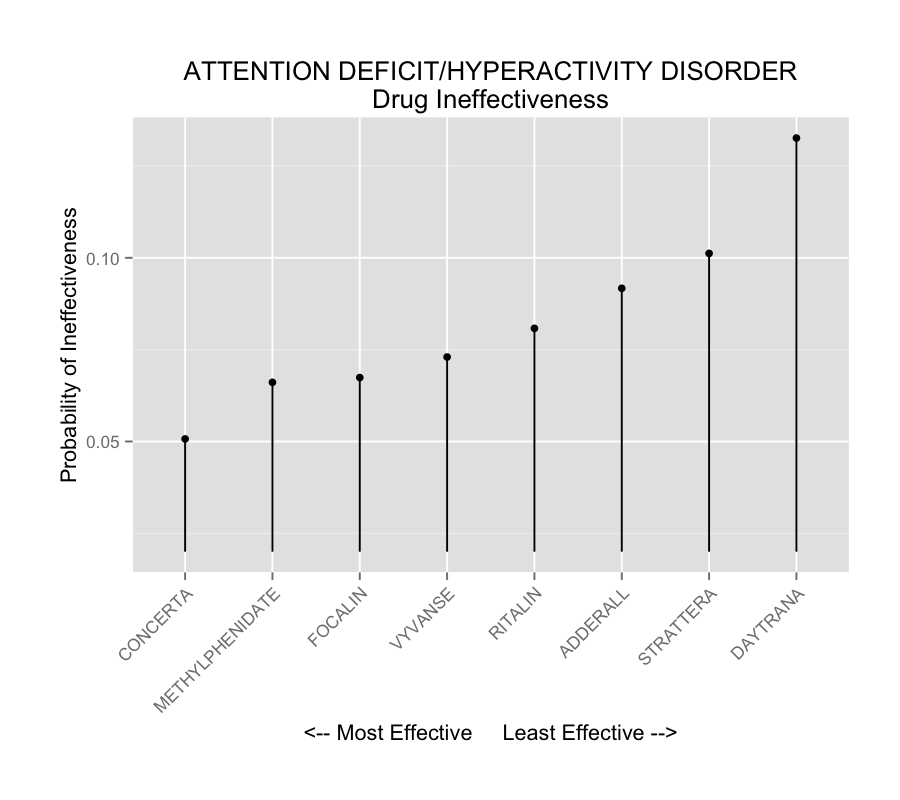 ATTENTION DEFICIT/HYPERACTIVITY DISORDER
Drug Ineffectiveness
Probability of Ineffectiveness
0.10
0.05
CONCERTA
METHYLPHENIDATE
FOCALIN
VYVANSE
RITALIN
ADDERALL
STRATTERA
DAYTRANA
<-- Most Effective Least Effective -->